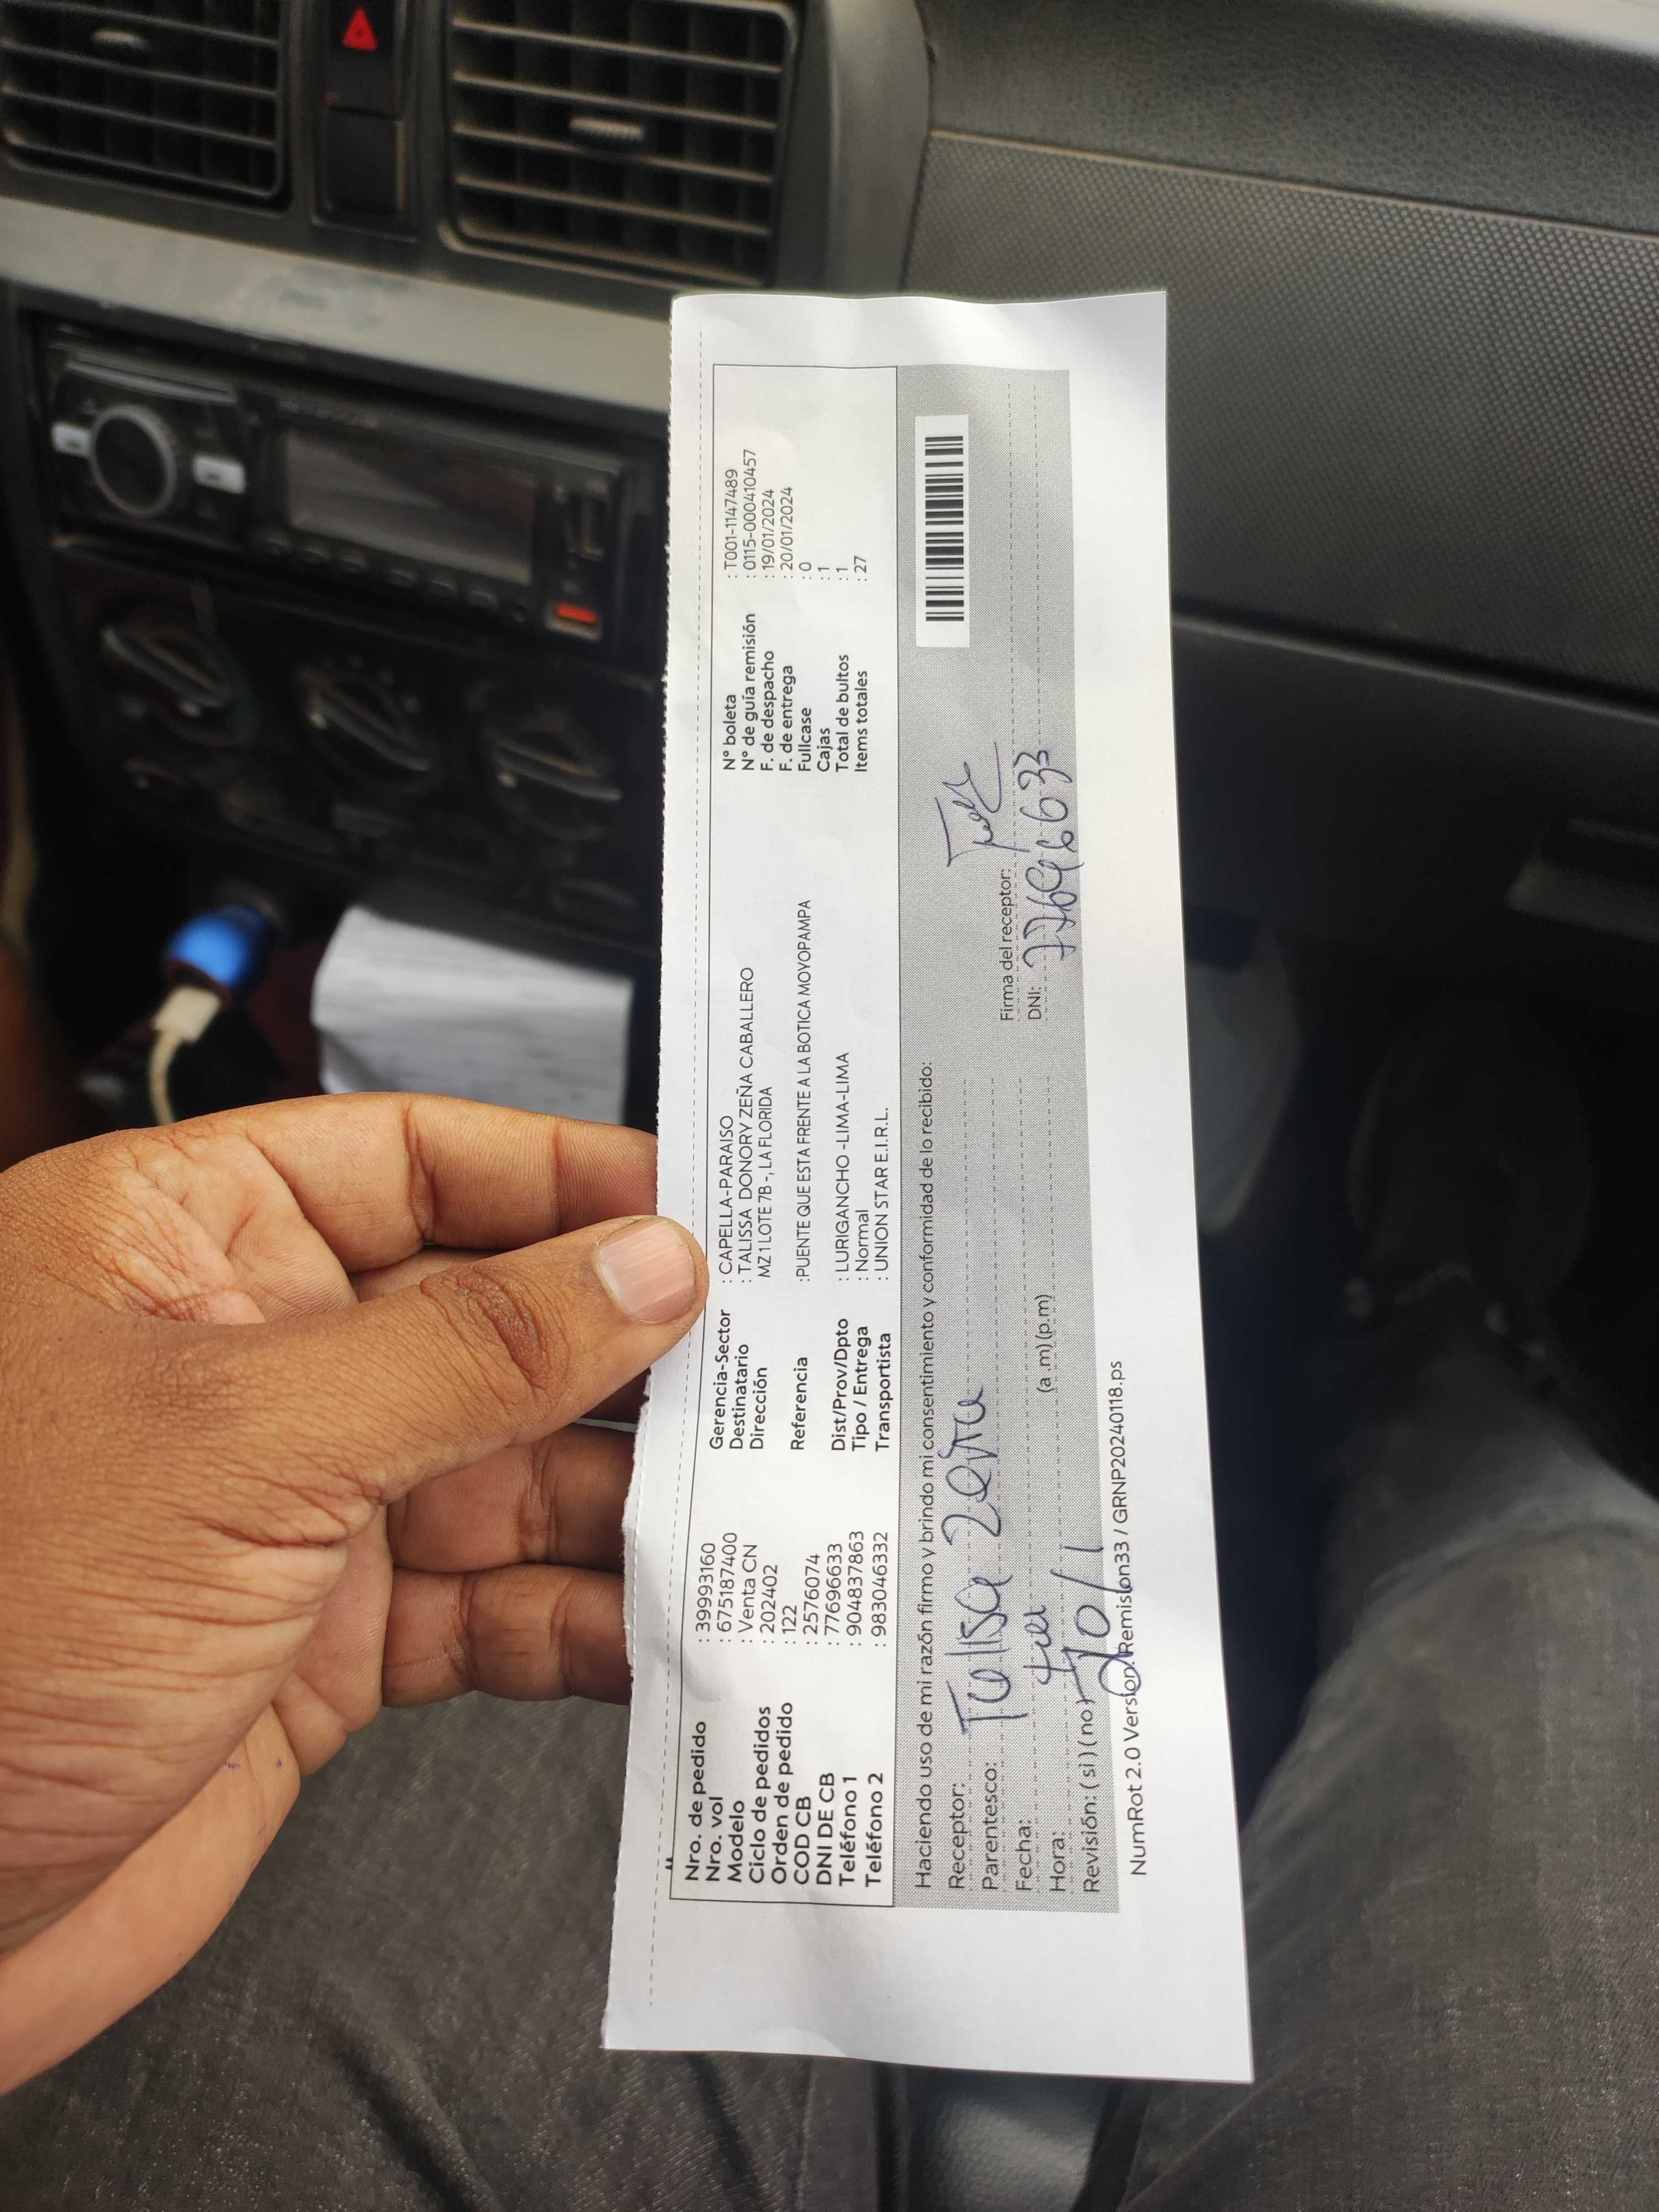 Nro. de pedido : 39993160
Nro. vol : 675187400
Modelo : Venta CN
Ciclo de pedidos : 202402
Orden de pedido : 122
COD CB : 2576074
DNI DE CB : 77696633
Teléfono 1 : 904837863
Teléfono 2 : 983046332
Gerencia-Sector : CAPELLA-PARAISO
Destinatario : TALISSA DONORY ZEÑA CABALLERO
Dirección MZ1 LOTE 7B -, LA FLORIDA
Referencia :PUENTE QUE ESTA FRENTE A LA BOTICA MOYOPAMPA
Dist/Prov/Dpto : LURIGANCHO -LIMA-LIMA
Tipo / Entrega : Normal
Transportista : UNION STAR E.I.R.L.
N° boleta : T001-1147489
N° de guía remisión : 0115-000410457
F. de despacho : 19/01/2024
F. de entrega : 20/01/2024
Fullcase : 0
Cajas : 1
Total de bultos : 1
Items totales : 27
Haciendo uso de mi razón firmo y brindo mi consentimiento y conformidad de lo recibido:
Receptor: Talisa Zeña
Parentesco:
Fecha:
Hora: (a .m) (p.m)
Revisión: ( si ) ( no ) 20/1
Firma del receptor:
DNI: 77696633
NumRot 2.0 Version. Remision33 / GRNP20240118.ps